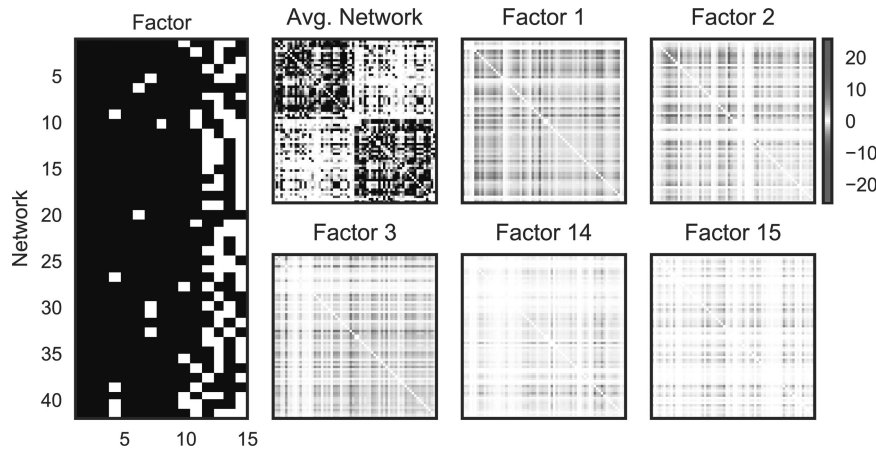 Factor
Avg. Network
Factor 1
Factor 2
Network
5
10
15
20
25
30
35
40
5
10
15
20
10
0
−10
−20
Factor 3
Factor 14
Factor 15